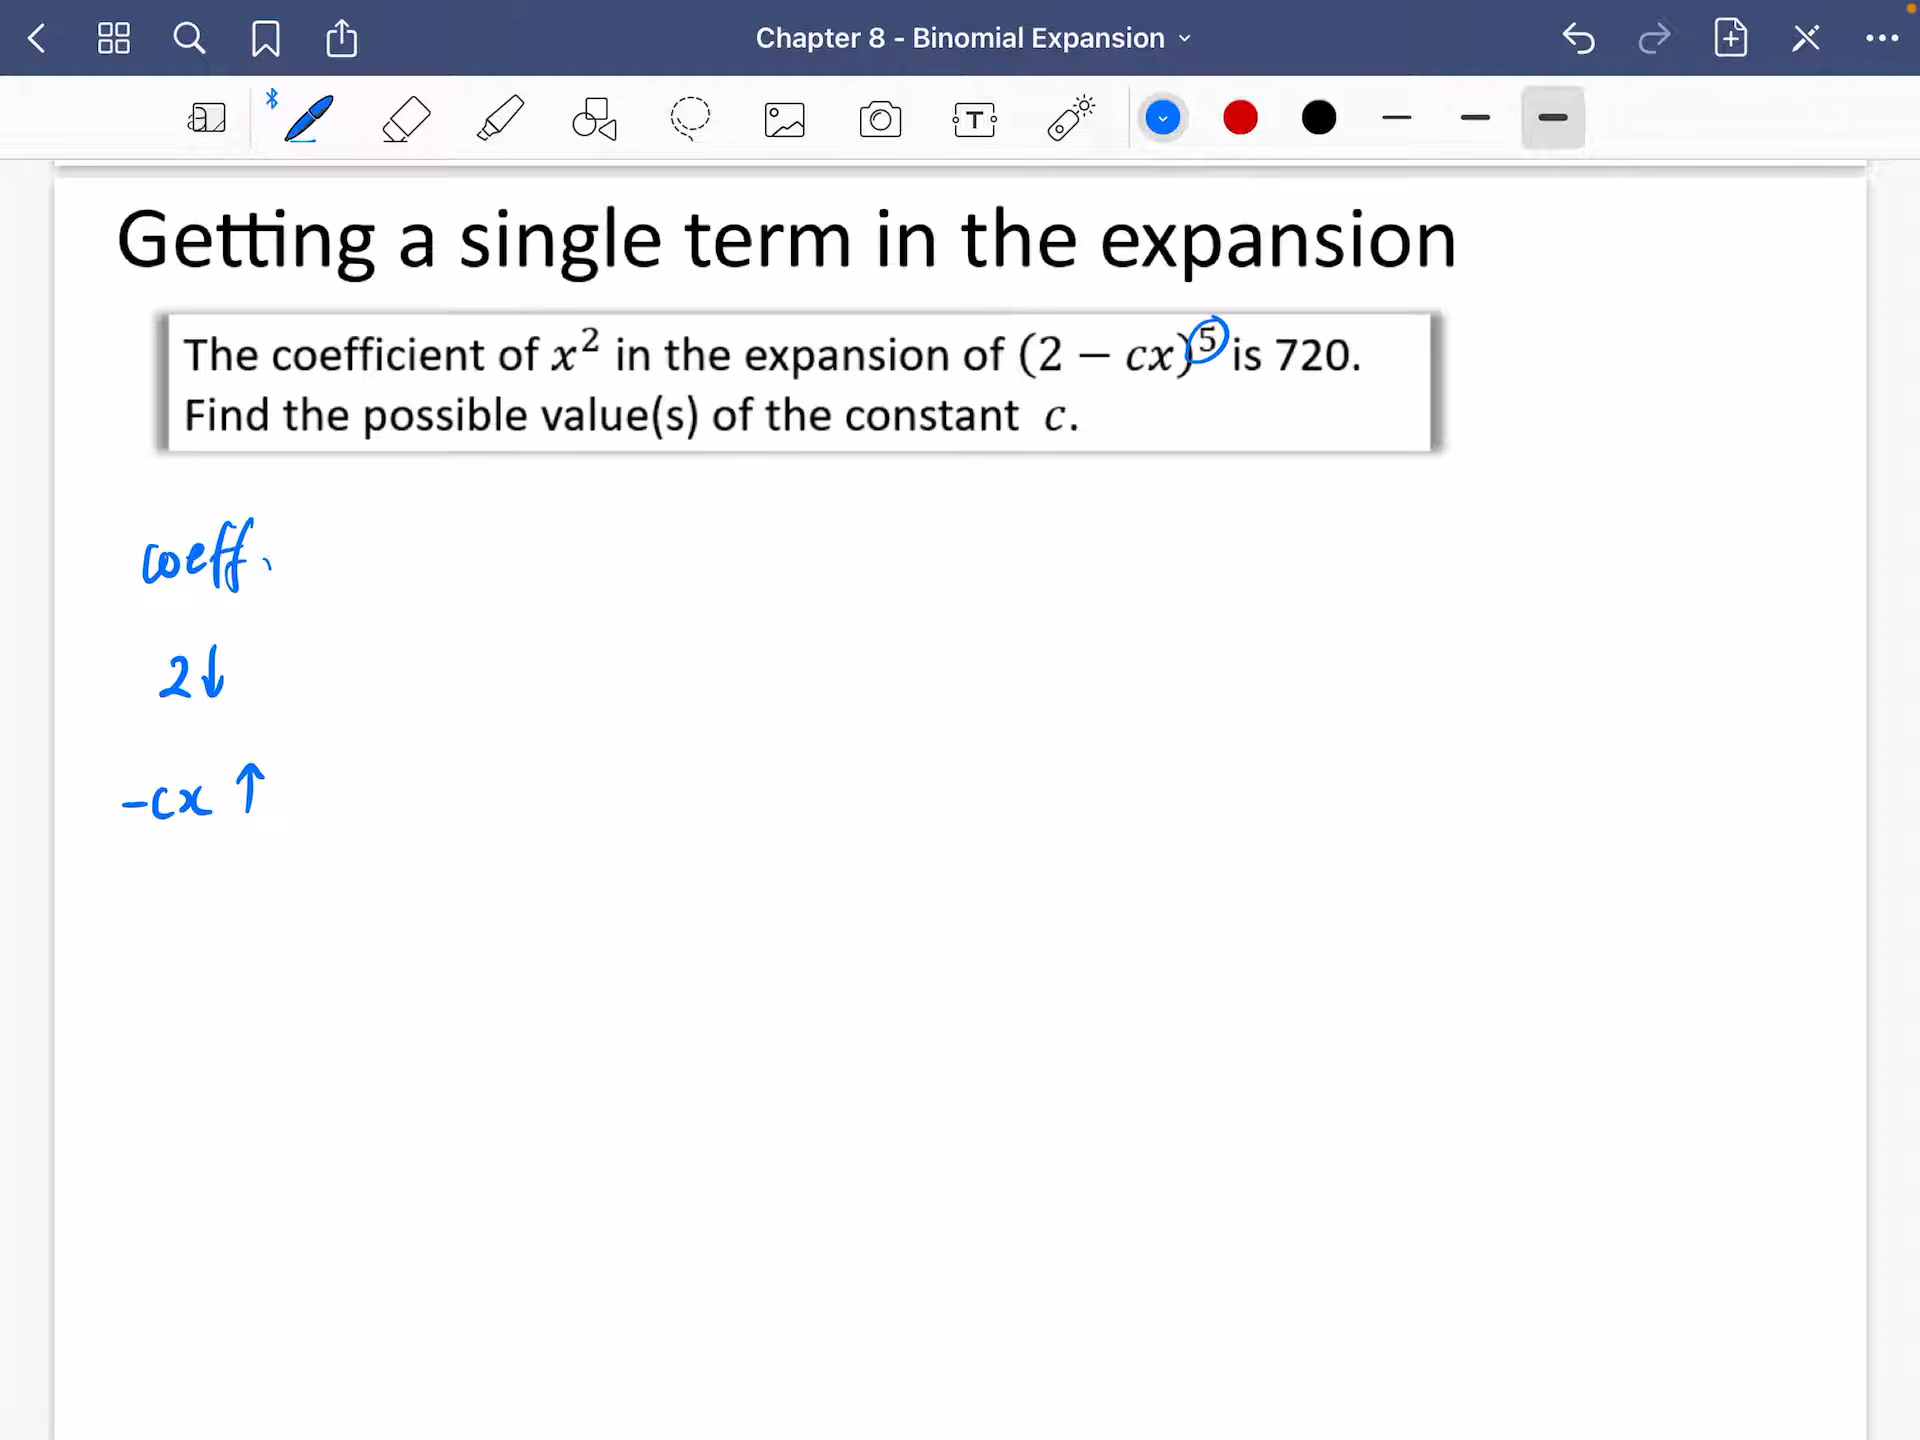 Chapter 8 - Binomial Expansion
Getting a single term in the expansion
The coefficient of x² in the expansion of (2 − cx)⁵ is 720.
Find the possible value(s) of the constant c.
coeff.
2↓
-cx ↑